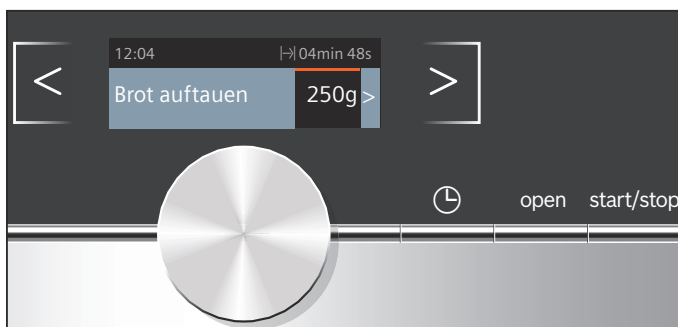 12:04 |→| 04min 48s
< Brot auftauen 250g > >
open start/stop